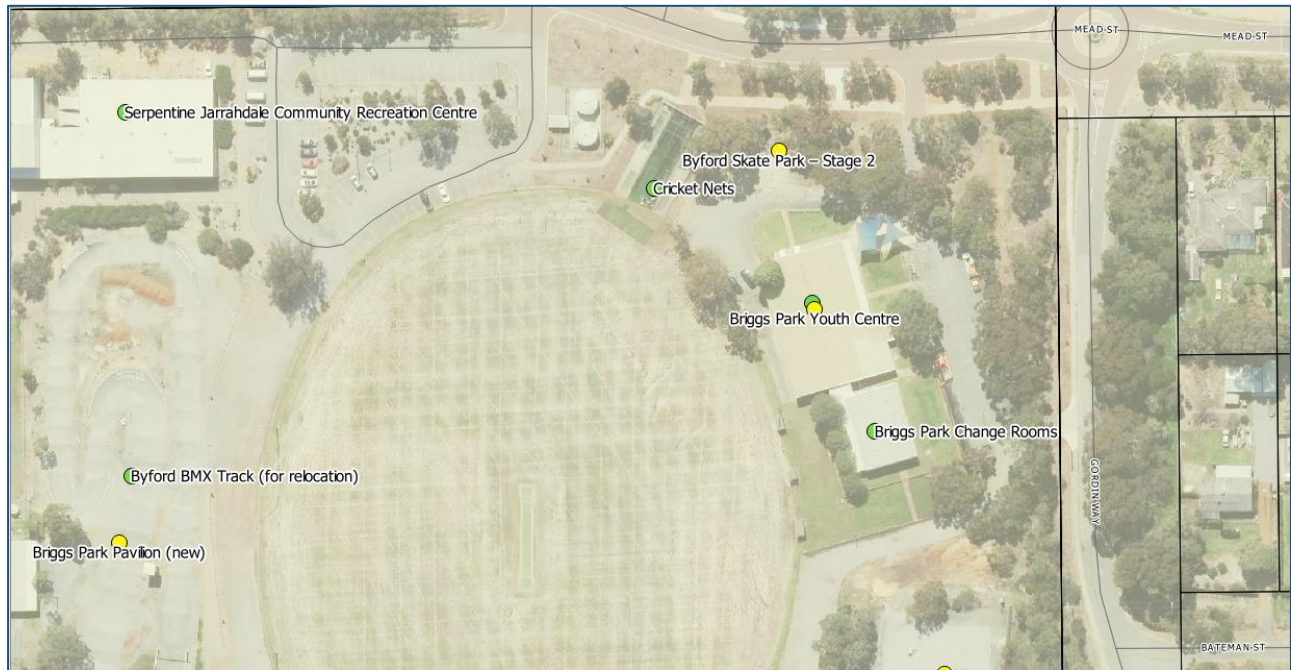 MEAD ST
MEAD ST
Serpentine Jarrahdale Community Recreation Centre
Byford Skate Park – Stage 2
Cricket Nets
Briggs Park Youth Centre
Briggs Park Change Rooms
Byford BMX Track (for relocation)
GORDIN WAY
Briggs Park Pavilion (new)
BATEMAN ST